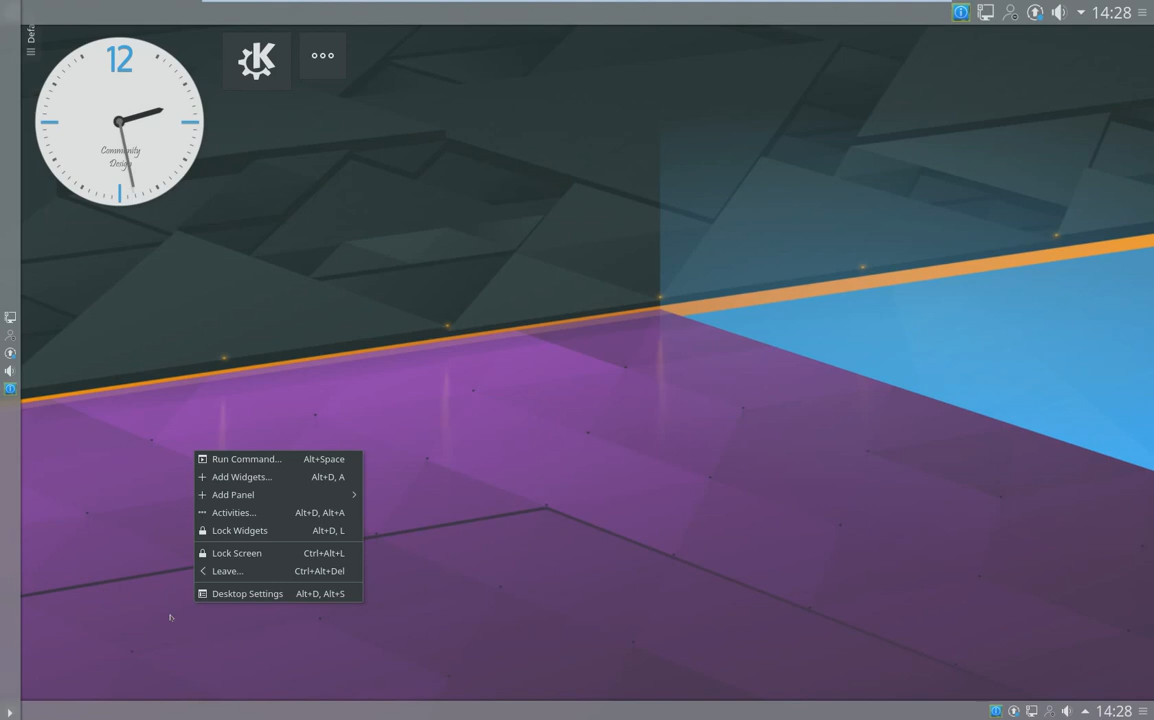 14:28
Defa
12
Community
Design
Run Command... Alt+Space
Add Widgets... Alt+D, A
Add Panel
Activities... Alt+D, Alt+A
Lock Widgets Alt+D, L
Lock Screen Ctrl+Alt+L
Leave... Ctrl+Alt+Del
Desktop Settings Alt+D, Alt+S
14:28